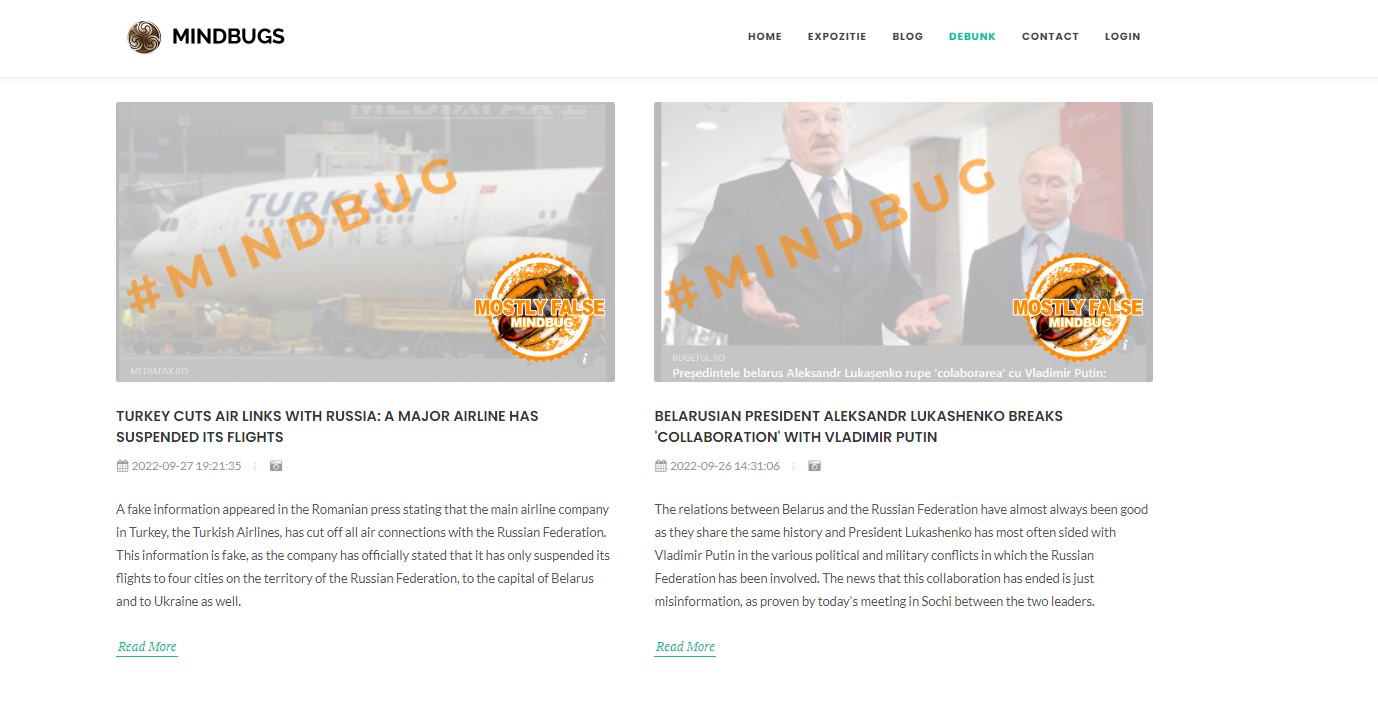 MINDBUGS
HOME EXPOZITIE BLOG DEBUNK CONTACT LOGIN
TURKISH
AIRLINES
#MINDBUG
MOSTLY FALSE
MINDBUG
MEDIAFAX.RO
TURKEY CUTS AIR LINKS WITH RUSSIA: A MAJOR AIRLINE HAS
SUSPENDED ITS FLIGHTS
2022-09-27 19:21:35
A fake information appeared in the Romanian press stating that the main airline company
in Turkey, the Turkish Airlines, has cut off all air connections with the Russian Federation.
This information is fake, as the company has officially stated that it has only suspended its
flights to four cities on the territory of the Russian Federation, to the capital of Belarus
and to Ukraine as well.
Read More
#MINDBUG
MOSTLY FALSE
MINDBUG
BUGETUL.RO
Președintele belarus Aleksandr Lukașenko rupe 'colaborarea' cu Vladimir Putin:
BELARUSIAN PRESIDENT ALEKSANDR LUKASHENKO BREAKS
'COLLABORATION' WITH VLADIMIR PUTIN
2022-09-26 14:31:06
The relations between Belarus and the Russian Federation have almost always been good
as they share the same history and President Lukashenko has most often sided with
Vladimir Putin in the various political and military conflicts in which the Russian
Federation has been involved. The news that this collaboration has ended is just
misinformation, as proven by today's meeting in Sochi between the two leaders.
Read More